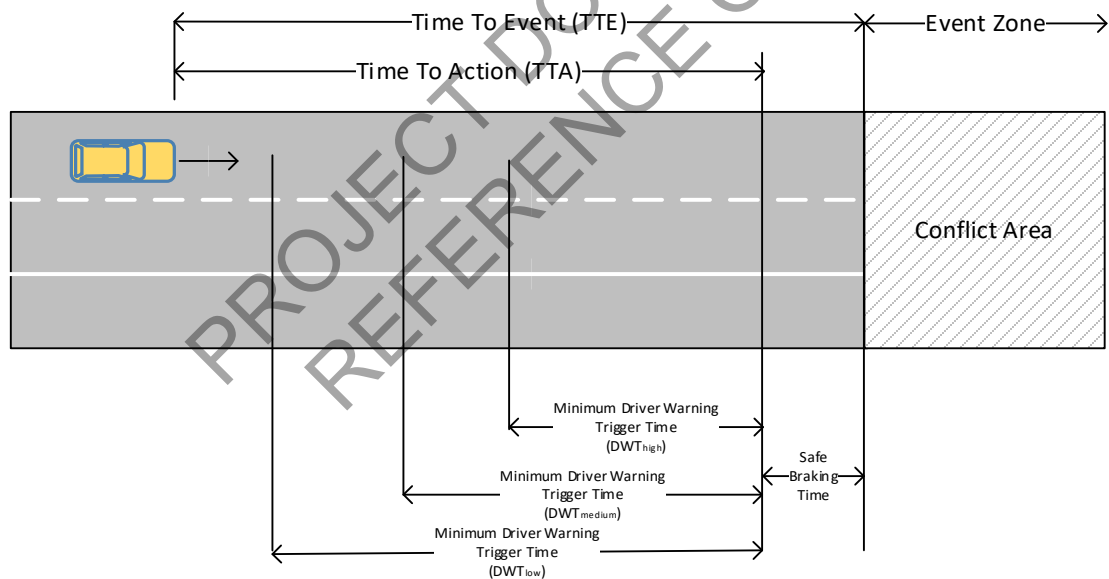 Time To Event (TTE)
Event Zone
Time To Action (TTA)
Conflict Area
Minimum Driver Warning
Trigger Time
(DWThigh)
Safe
Braking
Time
Minimum Driver Warning
Trigger Time
(DWTmedium)
Minimum Driver Warning
Trigger Time
(DWTlow)
PROJECT
REFERENCE